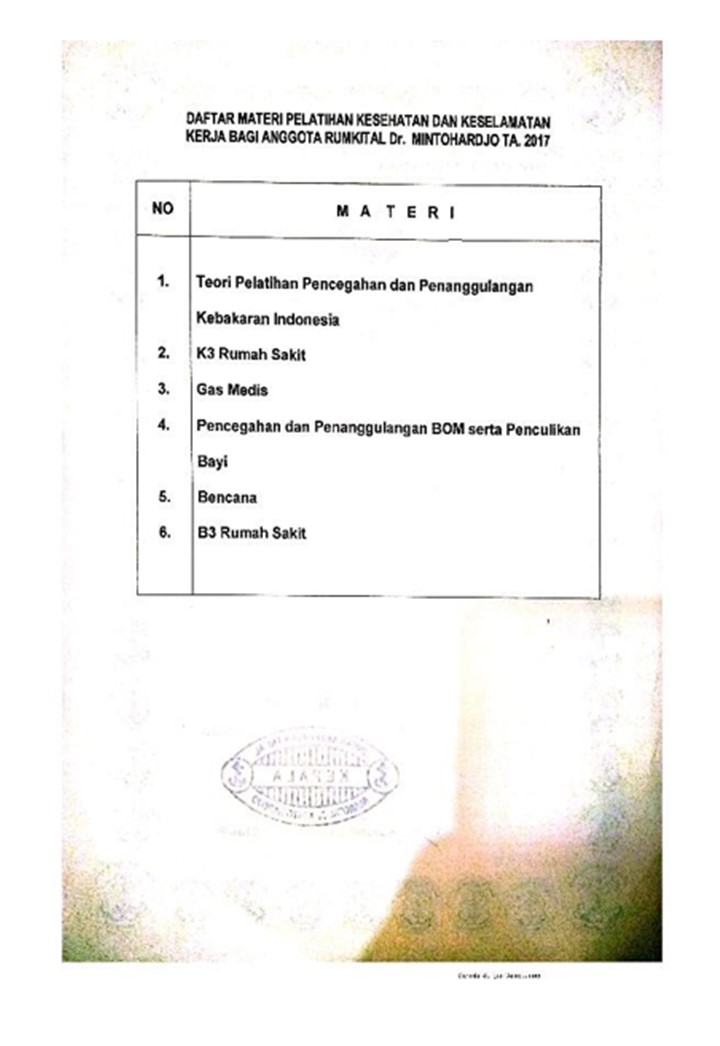 DAFTAR MATERI PELATIHAN KESEHATAN DAN KESELAMATAN
KERJA BAGI ANGGOTA RUMKITAL Dr. MINTOHARDJO TA. 2017
NO
M A T E R I
1. Teori Pelatihan Pencegahan dan Penanggulangan
Kebakaran Indonesia
2. K3 Rumah Sakit
3. Gas Medis
4. Pencegahan dan Penanggulangan BOM serta Penculikan
Bayi
5. Bencana
6. B3 Rumah Sakit
KEPALA